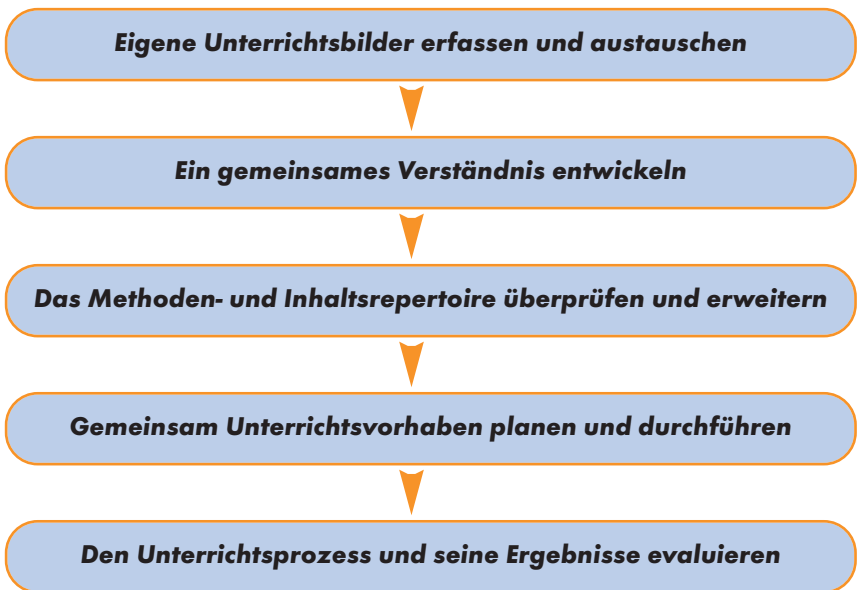 Eigene Unterrichtsbilder erfassen und austauschen
Ein gemeinsames Verständnis entwickeln
Das Methoden- und Inhaltsrepertoire überprüfen und erweitern
Gemeinsam Unterrichtsvorhaben planen und durchführen
Den Unterrichtsprozess und seine Ergebnisse evaluieren